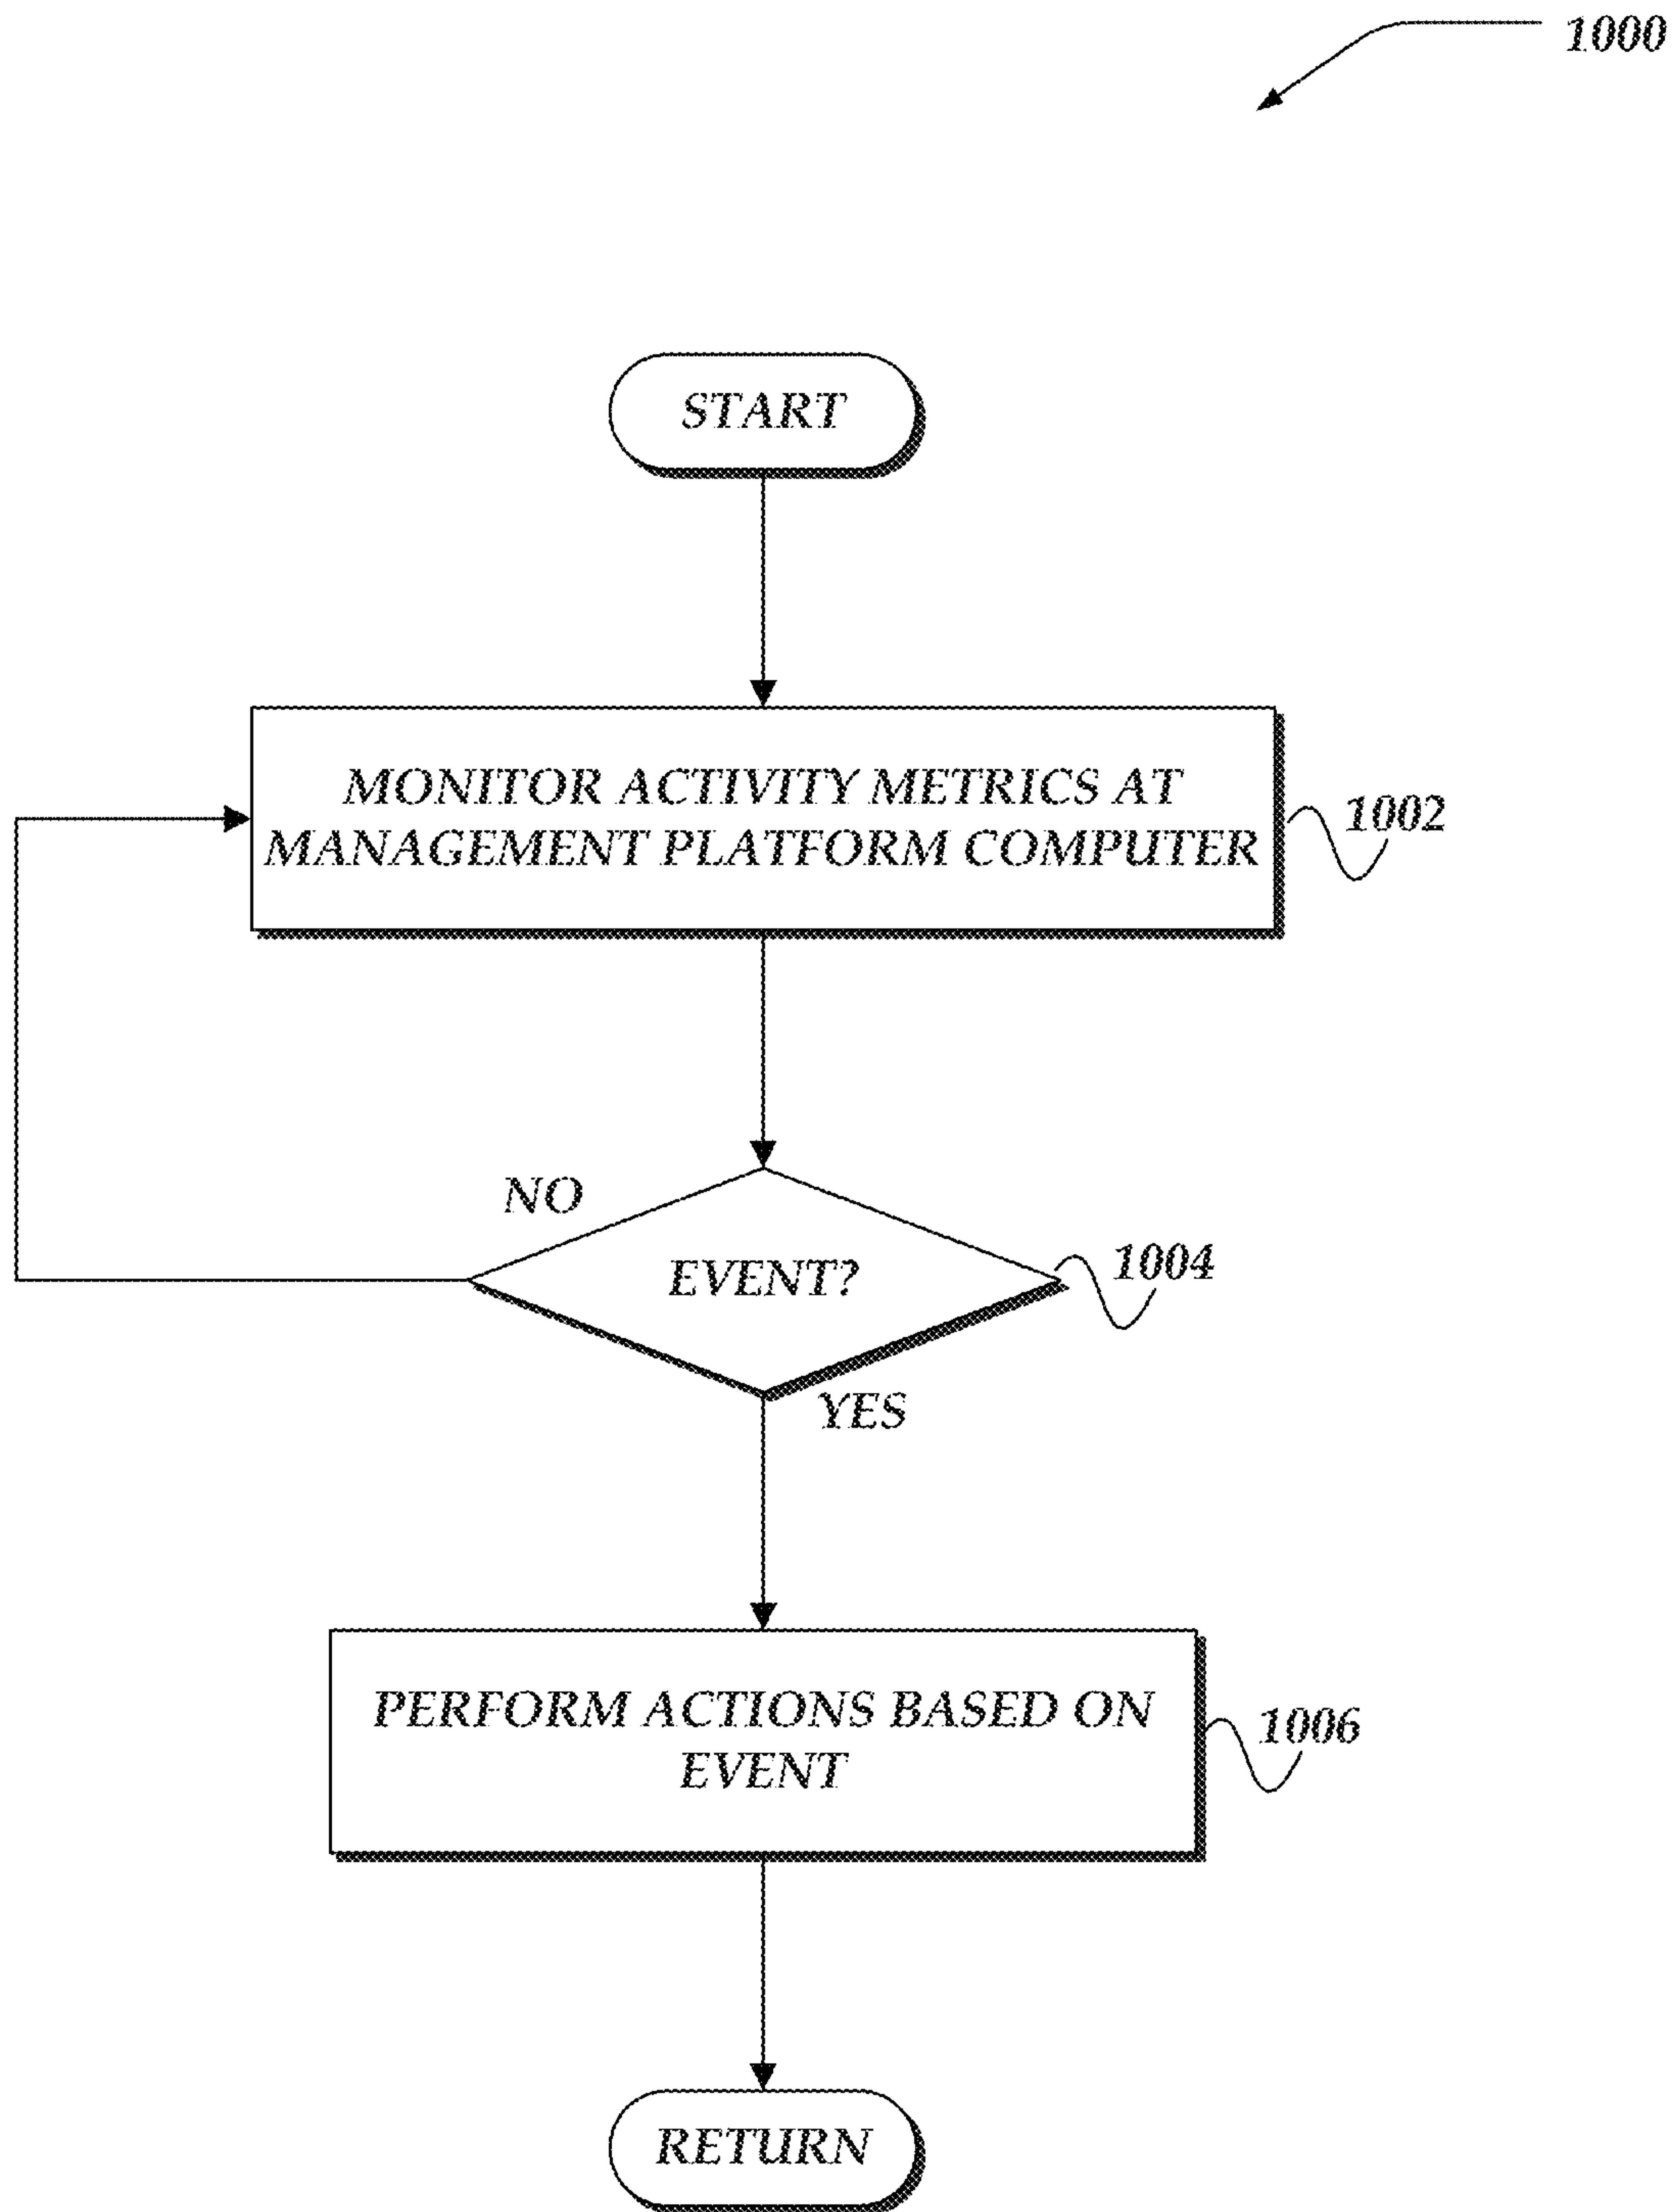 1000
START
MONITOR ACTIVITY METRICS AT
MANAGEMENT PLATFORM COMPUTER
1002
NO
EVENT?
1004
YES
PERFORM ACTIONS BASED ON
EVENT
1006
RETURN